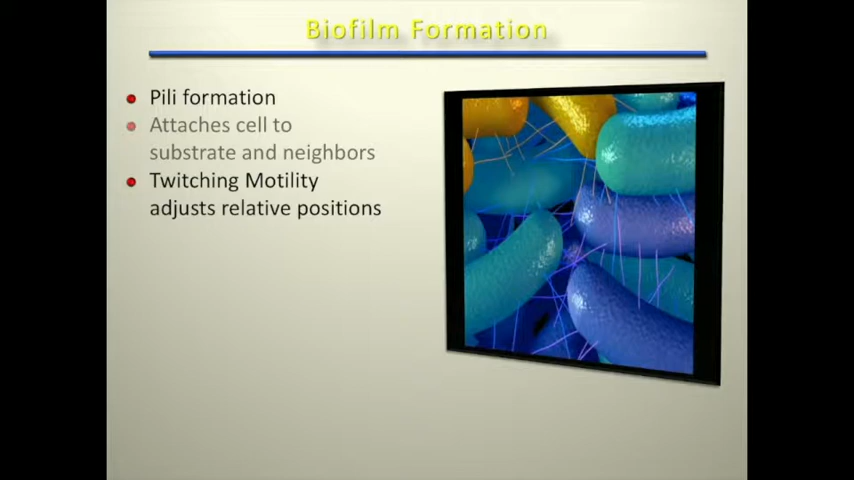 Biofilm Formation
Pili formation
Attaches cell to
substrate and neighbors
Twitching Motility
adjusts relative positions